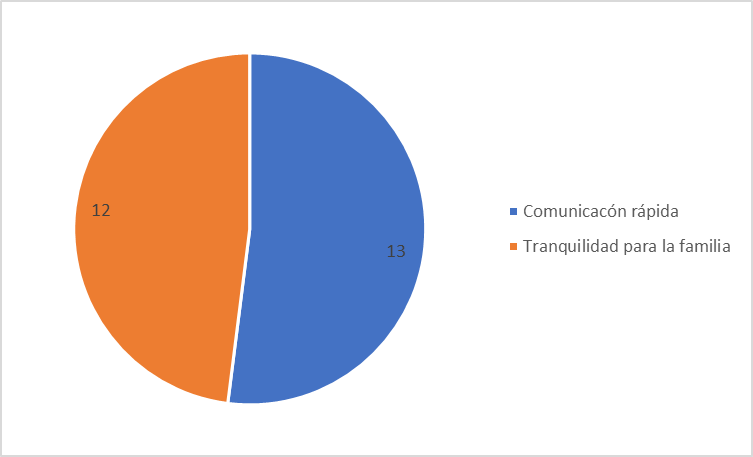 12
13
Comunicacón rápida
Tranquilidad para la familia